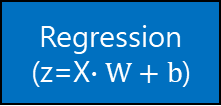 Regression
(z=X· W + b)